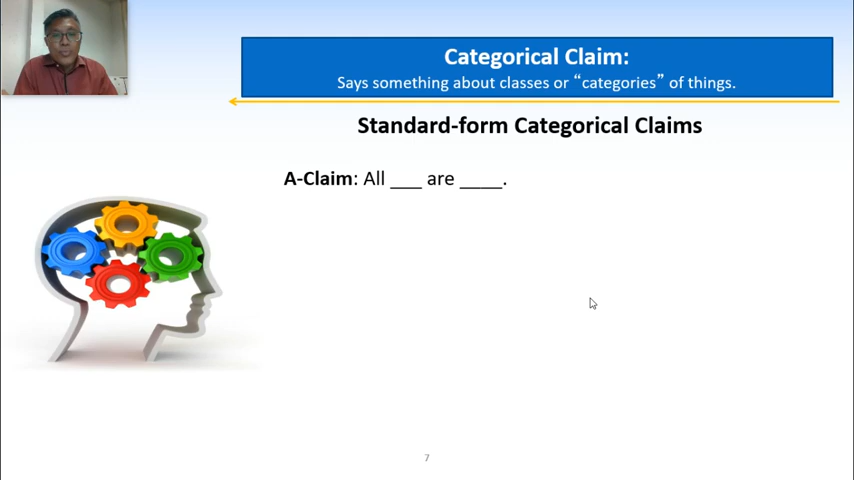 Categorical Claim:
Says something about classes or “categories” of things.
Standard-form Categorical Claims
A-Claim: All ___ are ____.
7